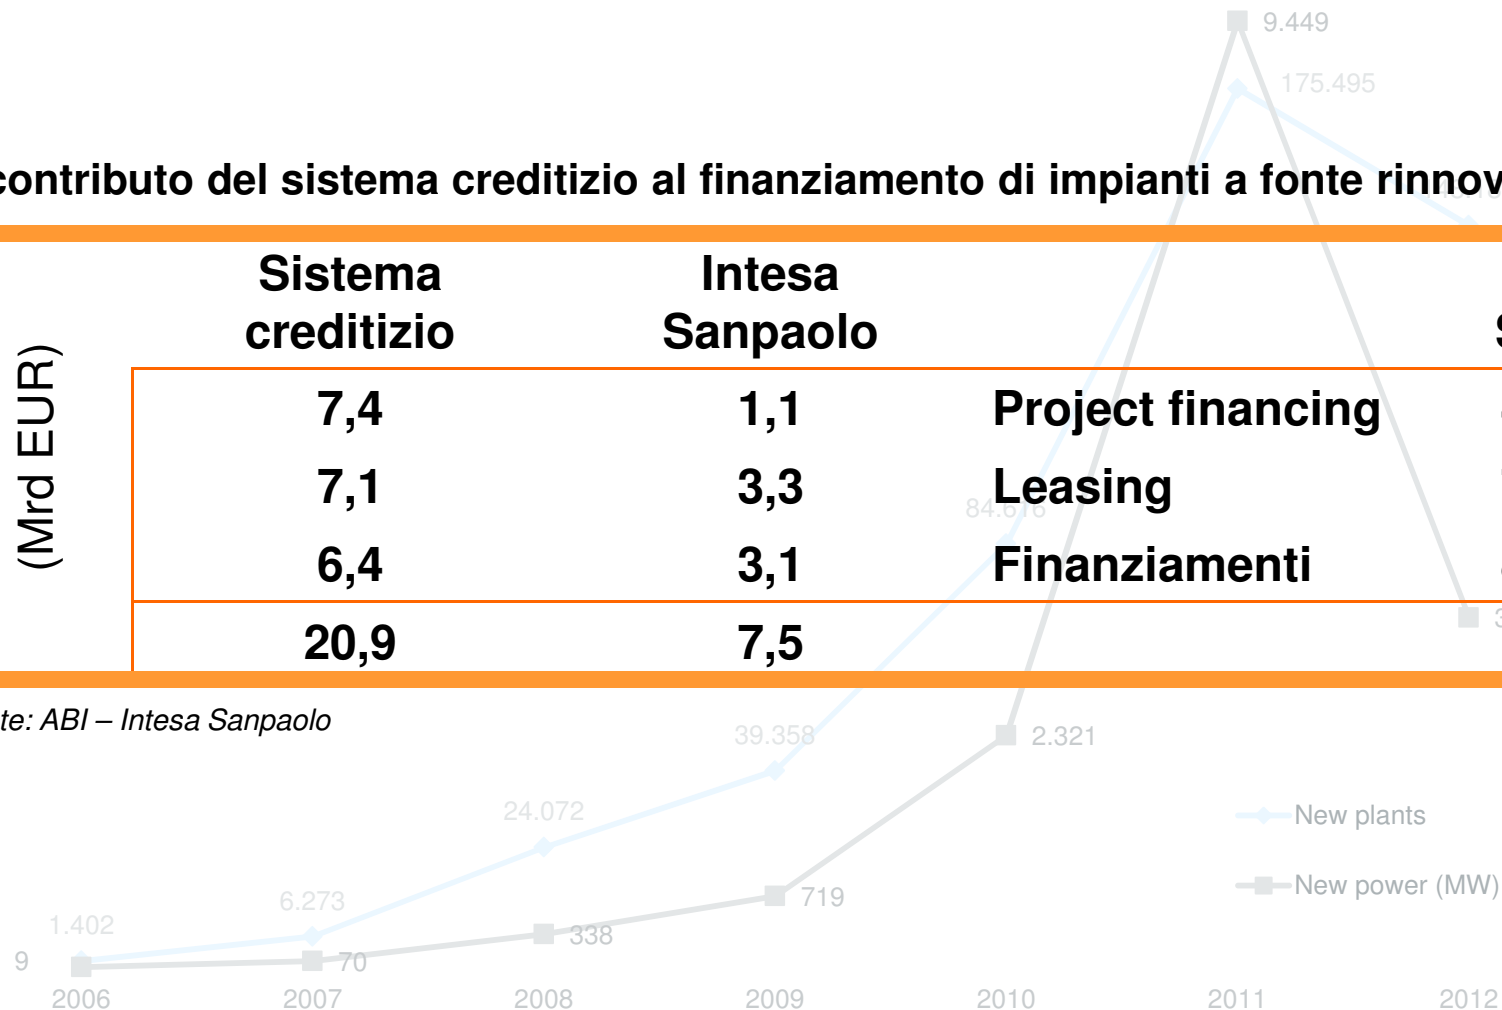 9.449
175.495
contributo del sistema creditizio al finanziamento di impianti a fonte rinnov
Sistema creditizio
Intesa Sanpaolo
(Mrd EUR)
7,4 1,1 Project financing
7,1 3,3 Leasing
84.616
6,4 3,1 Finanziamenti
20,9 7,5
te: ABI – Intesa Sanpaolo
39.358
2.321
24.072
New plants
6.273
719
New power (MW)
1.402
338
9
70
2006 2007 2008 2009 2010 2011 2012